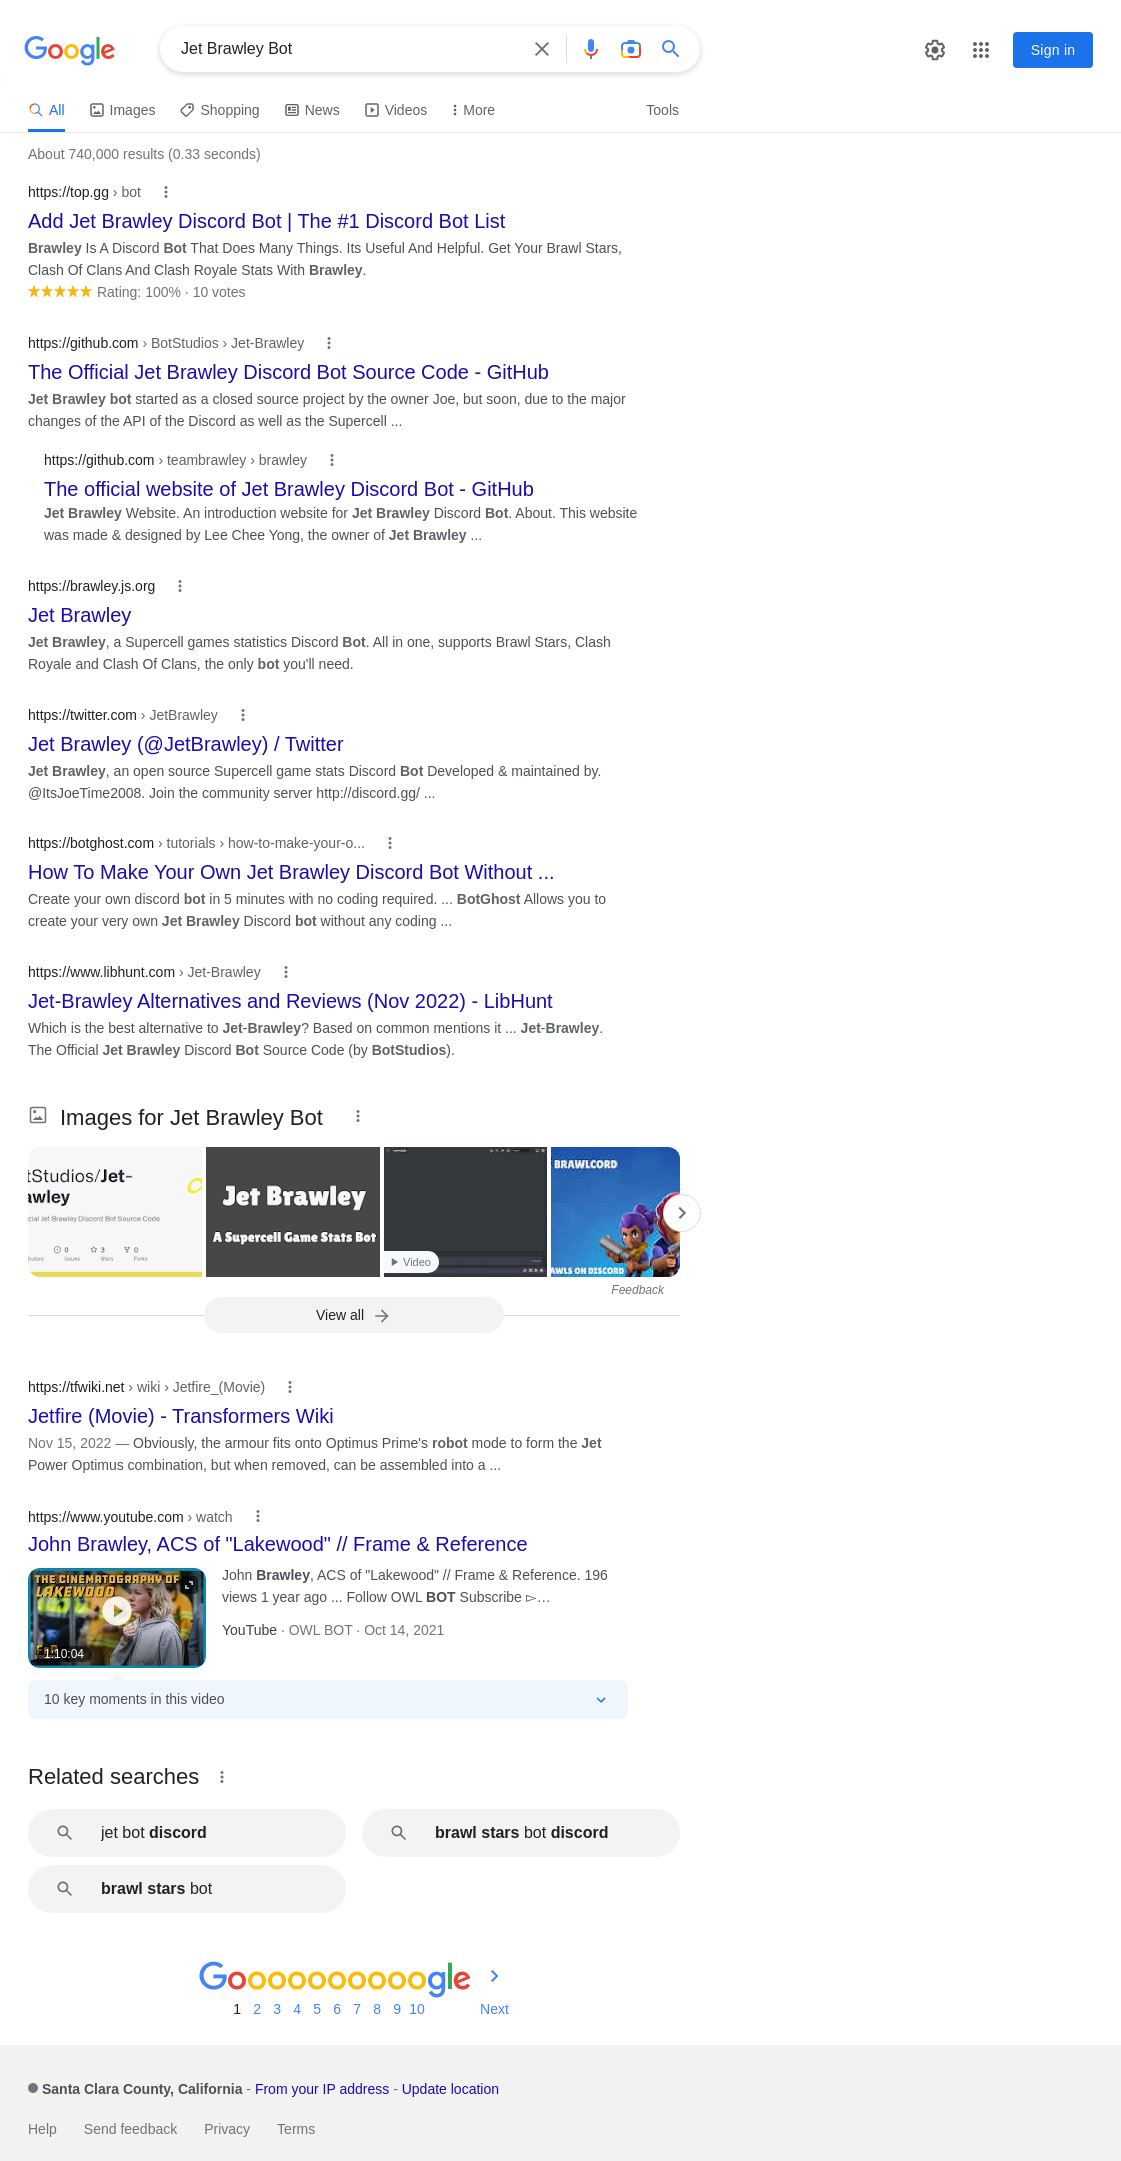 Google
Jet Brawley Bot
Sign in
All Images Shopping News Videos More Tools
About 740,000 results (0.33 seconds)
https://top.gg › bot
Add Jet Brawley Discord Bot | The #1 Discord Bot List
Brawley Is A Discord Bot That Does Many Things. Its Useful And Helpful. Get Your Brawl Stars,
Clash Of Clans And Clash Royale Stats With Brawley.
Rating: 100% · 10 votes
https://github.com › BotStudios › Jet-Brawley
The Official Jet Brawley Discord Bot Source Code - GitHub
Jet Brawley bot started as a closed source project by the owner Joe, but soon, due to the major
changes of the API of the Discord as well as the Supercell ...
https://github.com › teambrawley › brawley
The official website of Jet Brawley Discord Bot - GitHub
Jet Brawley Website. An introduction website for Jet Brawley Discord Bot. About. This website
was made & designed by Lee Chee Yong, the owner of Jet Brawley ...
https://brawley.js.org
Jet Brawley
Jet Brawley, a Supercell games statistics Discord Bot. All in one, supports Brawl Stars, Clash
Royale and Clash Of Clans, the only bot you'll need.
https://twitter.com › JetBrawley
Jet Brawley (@JetBrawley) / Twitter
Jet Brawley, an open source Supercell game stats Discord Bot Developed & maintained by.
@ItsJoeTime2008. Join the community server http://discord.gg/ ...
https://botghost.com › tutorials › how-to-make-your-o...
How To Make Your Own Jet Brawley Discord Bot Without ...
Create your own discord bot in 5 minutes with no coding required. ... BotGhost Allows you to
create your very own Jet Brawley Discord bot without any coding ...
https://www.libhunt.com › Jet-Brawley
Jet-Brawley Alternatives and Reviews (Nov 2022) - LibHunt
Which is the best alternative to Jet-Brawley? Based on common mentions it ... Jet-Brawley.
The Official Jet Brawley Discord Bot Source Code (by BotStudios).
Images for Jet Brawley Bot
tStudios/Jet-
awley
cial Jet Brawley Discord Bot Source Code
0 3 0
butors Issues Stars Forks
Jet Brawley
A Supercell Game Stats Bot
Video
BRAWLCORD
AWLS ON DISCORD
Feedback
View all
https://tfwiki.net › wiki › Jetfire_(Movie)
Jetfire (Movie) - Transformers Wiki
Nov 15, 2022 — Obviously, the armour fits onto Optimus Prime's robot mode to form the Jet
Power Optimus combination, but when removed, can be assembled into a ...
https://www.youtube.com › watch
John Brawley, ACS of "Lakewood" // Frame & Reference
THE CINEMATOGRAPHY OF
LAKEWOOD
1:10:04
John Brawley, ACS of "Lakewood" // Frame & Reference. 196
views 1 year ago ... Follow OWL BOT Subscribe ▻…
YouTube · OWL BOT · Oct 14, 2021
10 key moments in this video
Related searches
jet bot discord
brawl stars bot discord
brawl stars bot
Goooooooooogle
1 2 3 4 5 6 7 8 9 10 Next
Santa Clara County, California - From your IP address - Update location
Help Send feedback Privacy Terms